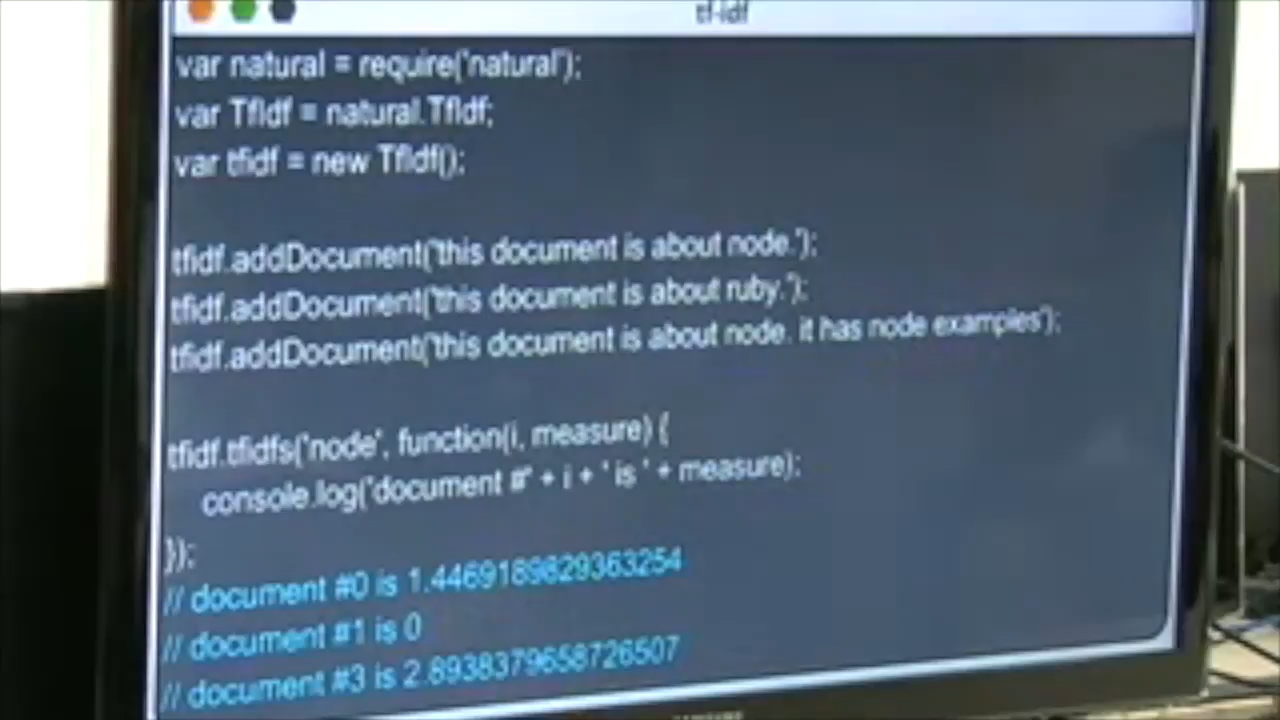 tf-idf
var natural = require('natural');
var TfIdf = natural.TfIdf;
var tfidf = new TfIdf();
tfidf.addDocument('this document is about node.');
tfidf.addDocument('this document is about ruby.');
tfidf.addDocument('this document is about node. it has node examples');
tfidf.tfidfs('node', function(i, measure) {
console.log('document #' + i + ' is ' + measure);
});
// document #0 is 1.4469189829363254
// document #1 is 0
// document #3 is 2.8938379658726507